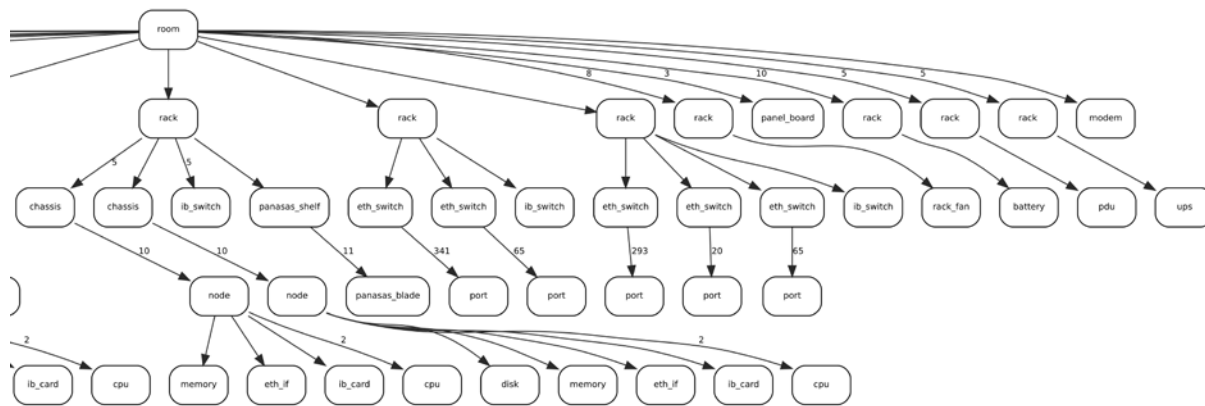 room
8 3 10 5 5
rack rack rack rack panel_board rack rack rack modem
5 5
chassis chassis ib_switch panasas_shelf eth_switch eth_switch ib_switch eth_switch eth_switch eth_switch ib_switch rack_fan battery pdu ups
10 10 11 341 65 293 20 65
node node panasas_blade port port port port port
2 2 2
ib_card cpu memory eth_if ib_card cpu disk memory eth_if ib_card cpu